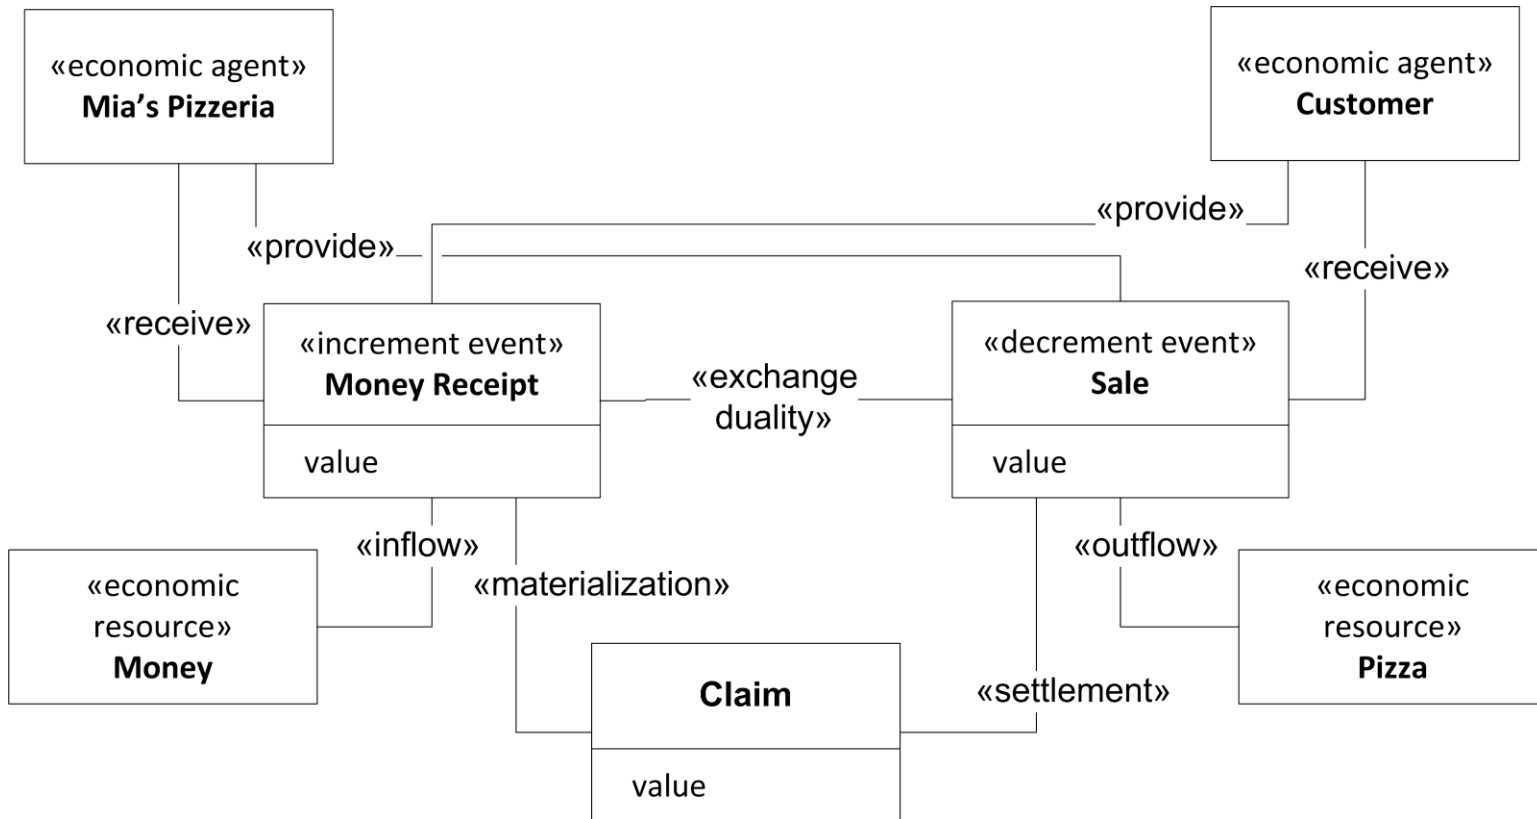 «economic agent»
Mia’s Pizzeria
«economic agent»
Customer
«provide»
«provide»
«receive»
«receive»
«increment event»
Money Receipt
value
«exchange
duality»
«decrement event»
Sale
value
«inflow»
«outflow»
«materialization»
«economic
resource»
Money
«economic
resource»
Pizza
Claim
value
«settlement»